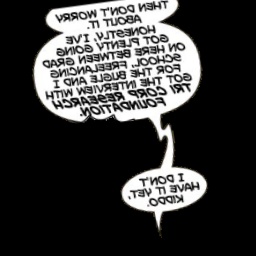 THEN DON'T WORRY
ABOUT IT.
HONESTLY, I'VE
GOT PLENTY GOING
ON HERE BETWEEN GRAD
SCHOOL, FREELANCING
FOR THE BUGLE AND I
GOT THE INTERVIEW WITH
TRI CORP RESEARCH
FOUNDATION.
I DON'T
HAVE IT YET,
KIDDO.